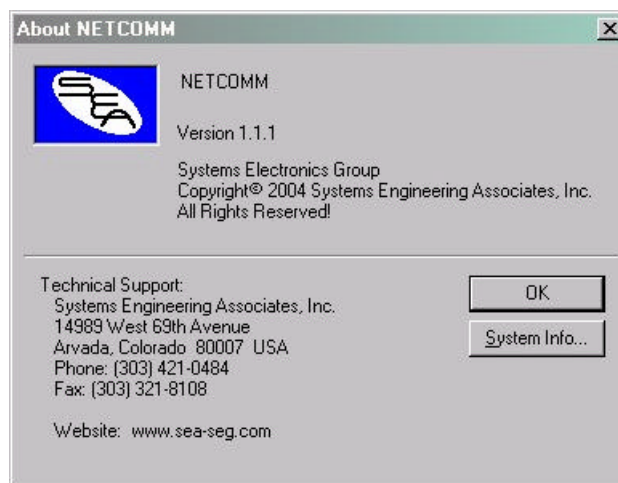 About NETCOMM
SEA
NETCOMM
Version 1.1.1
Systems Electronics Group
Copyright© 2004 Systems Engineering Associates, Inc.
All Rights Reserved!
Technical Support:
Systems Engineering Associates, Inc.
14989 West 69th Avenue
Arvada, Colorado 80007 USA
Phone: (303) 421-0484
Fax: (303) 321-8108
Website: www.sea-seg.com
OK
System Info...